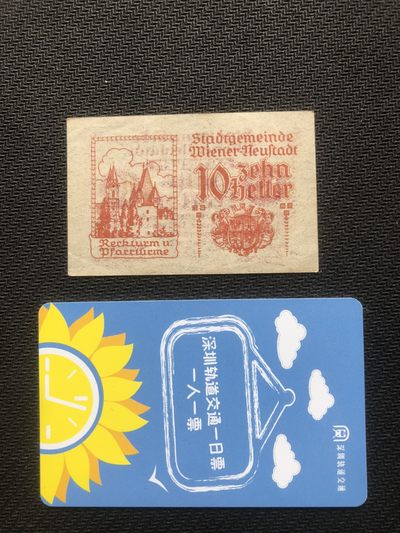 Stadtgemeinde
Wiener-Neustadt
10 zehn
Heller
Reckturm u.
Pfarrtürme
深圳轨道交通一日票
一人一票
深圳轨道交通